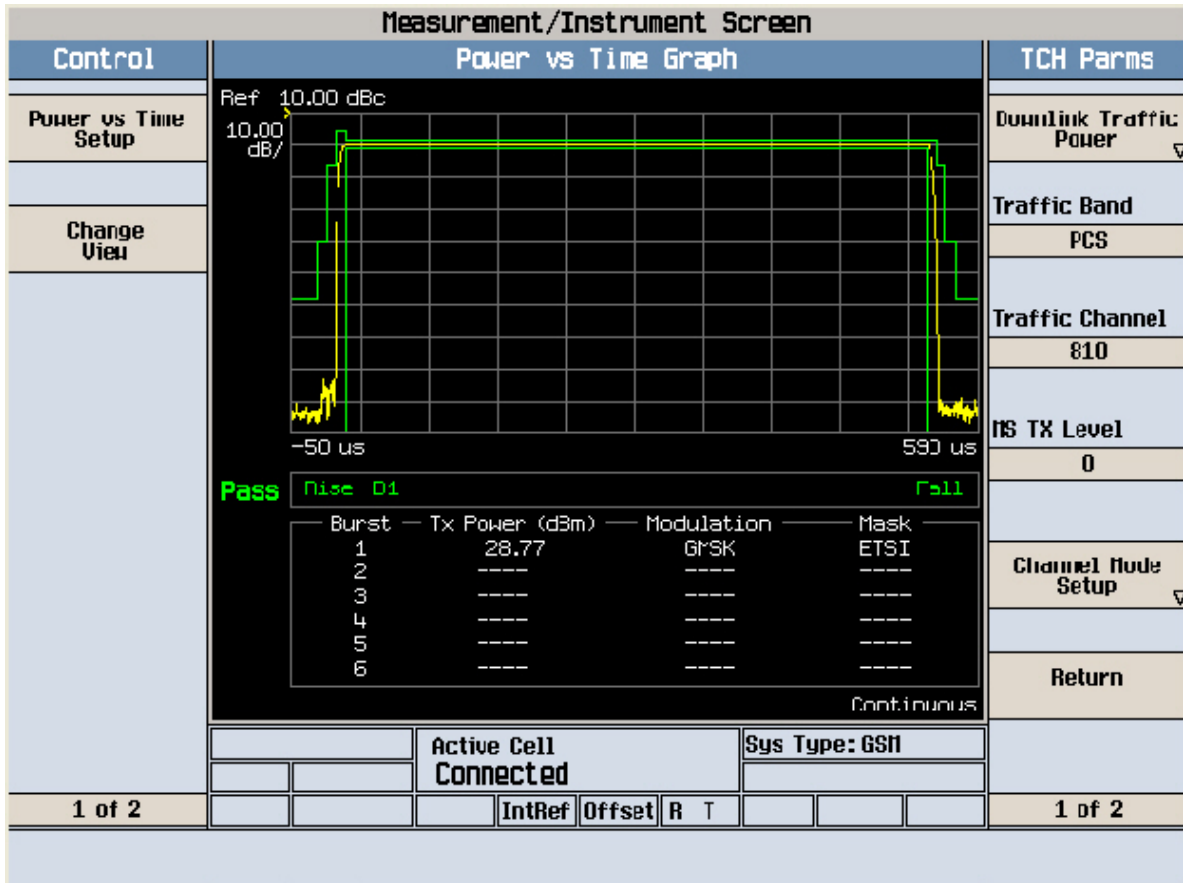 Measurement/Instrument Screen
Control
Power vs Time Graph
TCH Parms
Power vs Time
Setup
Change
View
1 of 2
Ref 10.00 dBc
10.00
dB/
-50 us
590 us
Pass
Rise 01
Fall
Burst Tx Power (dBm) Modulation Mask
1 28.77 GMSK ETSI
2 ---- ---- ----
3 ---- ---- ----
4 ---- ---- ----
5 ---- ---- ----
6 ---- ---- ----
Continuous
Active Cell
Connected
Sys Type: GSM
IntRef Offset R T
Downlink Traffic
Power
Traffic Band
PCS
Traffic Channel
810
MS TX Level
0
Channel Mode
Setup
Return
1 of 2